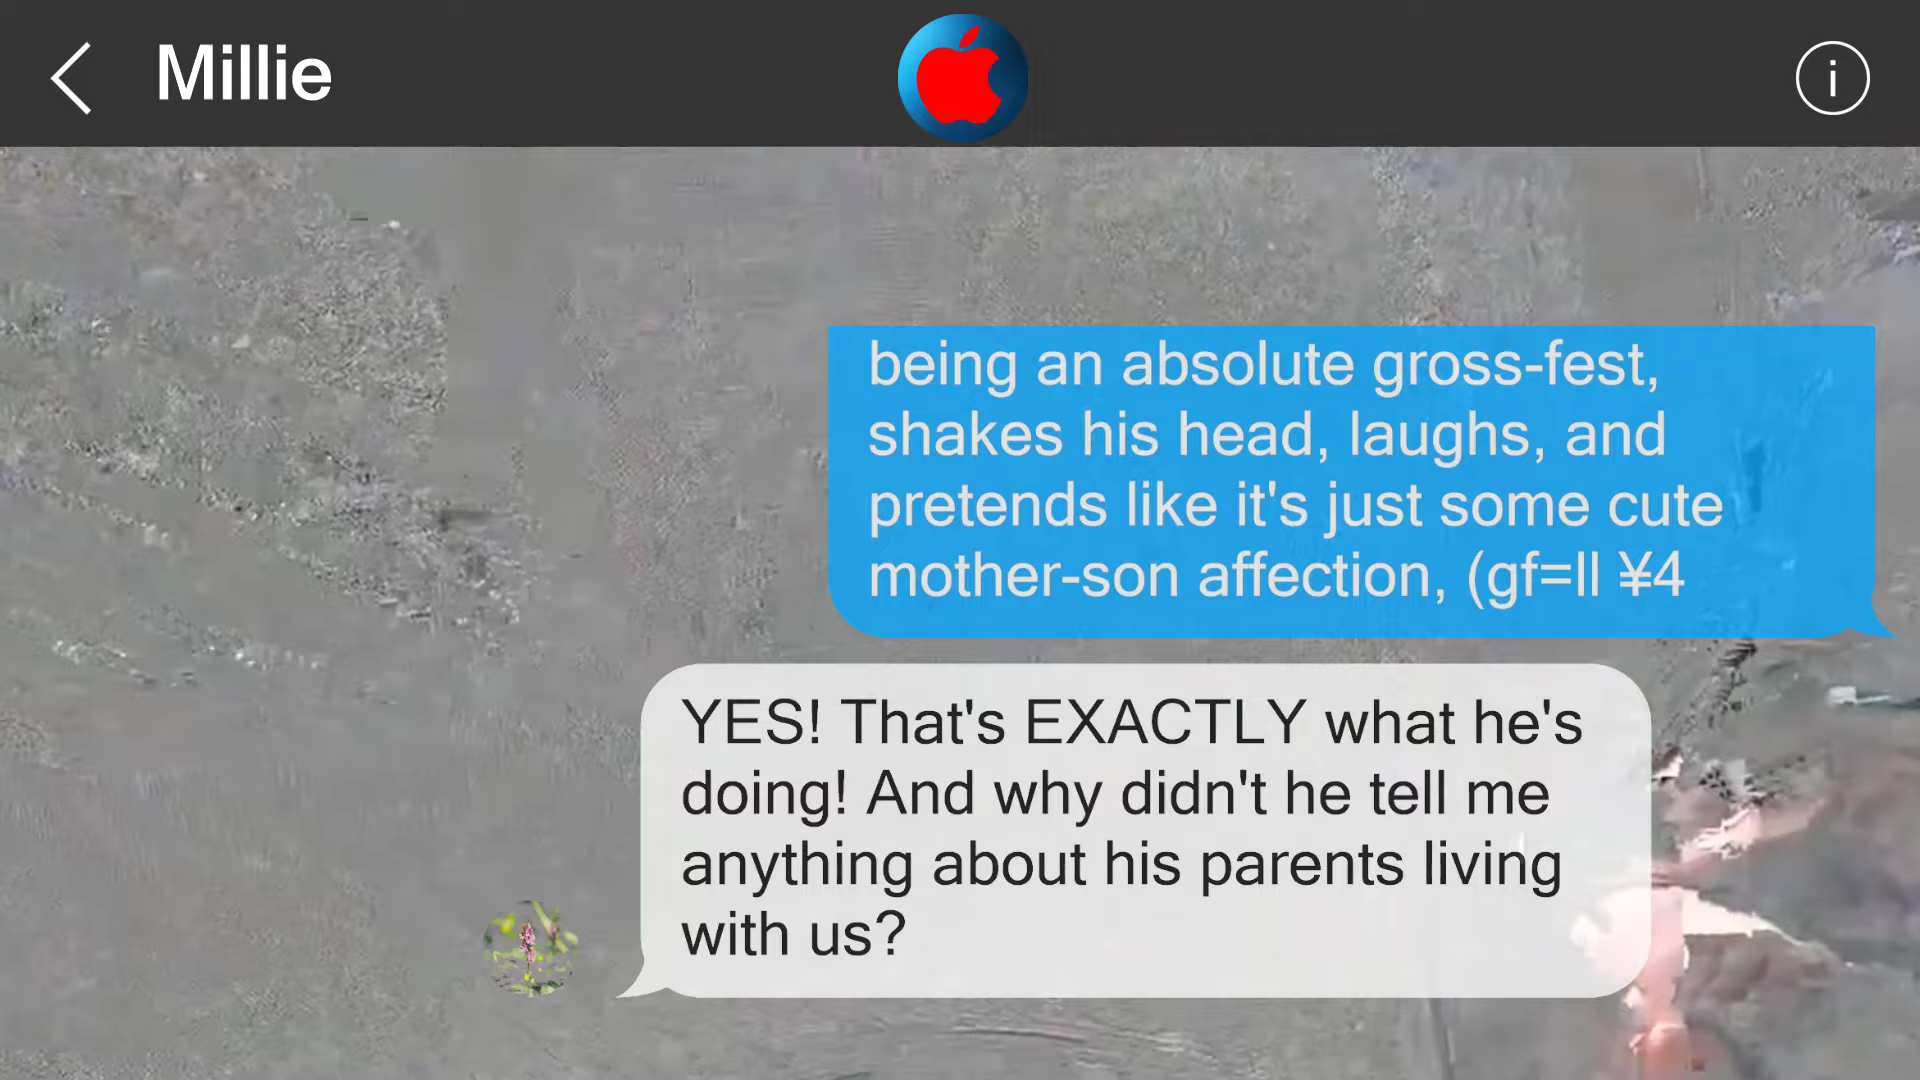 Millie
i
being an absolute gross-fest,
shakes his head, laughs, and
pretends like it's just some cute
mother-son affection, (gf=ll ¥4
YES! That's EXACTLY what he's
doing! And why didn't he tell me
anything about his parents living
with us?